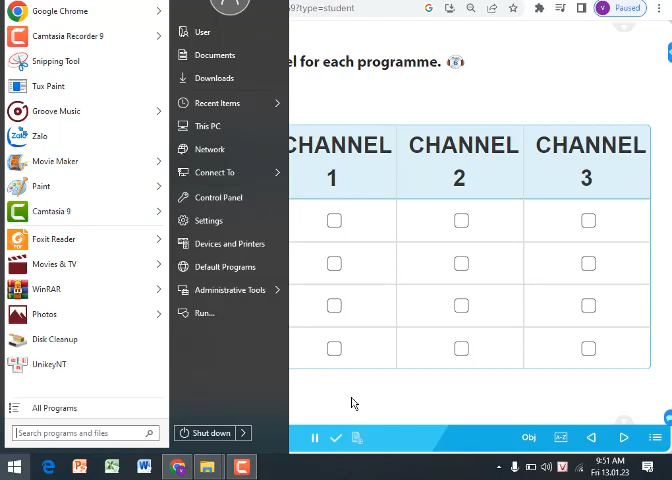 69?type=student
Paused
el for each programme.
CHANNEL 1
CHANNEL 2
CHANNEL 3
Google Chrome
Camtasia Recorder 9
Snipping Tool
Tux Paint
Groove Music
Zalo
Movie Maker
Paint
Camtasia 9
Foxit Reader
Movies & TV
WinRAR
Photos
Disk Cleanup
UnikeyNT
All Programs
Search programs and files
User
Documents
Downloads
Recent Items
This PC
Network
Connect To
Control Panel
Settings
Devices and Printers
Default Programs
Administrative Tools
Run...
Shut down
Obj
A-Z
9:51 AM
Fri 13.01.23